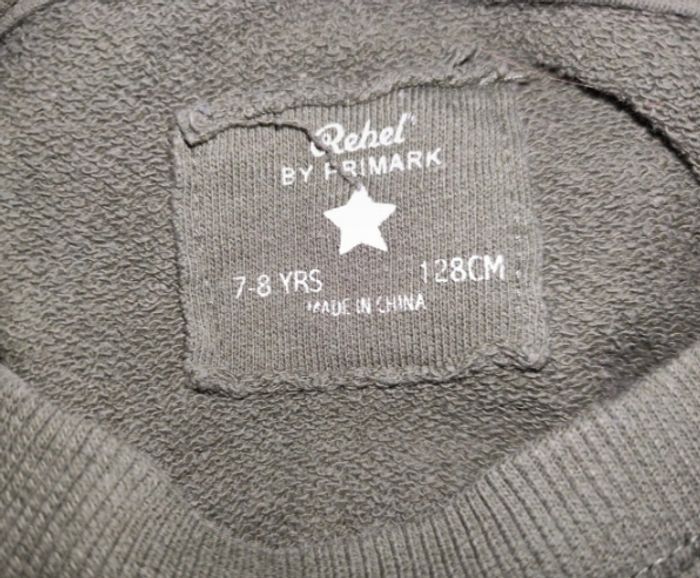 Rebel
BY PRIMARK
7-8 YRS 128CM
MADE IN CHINA